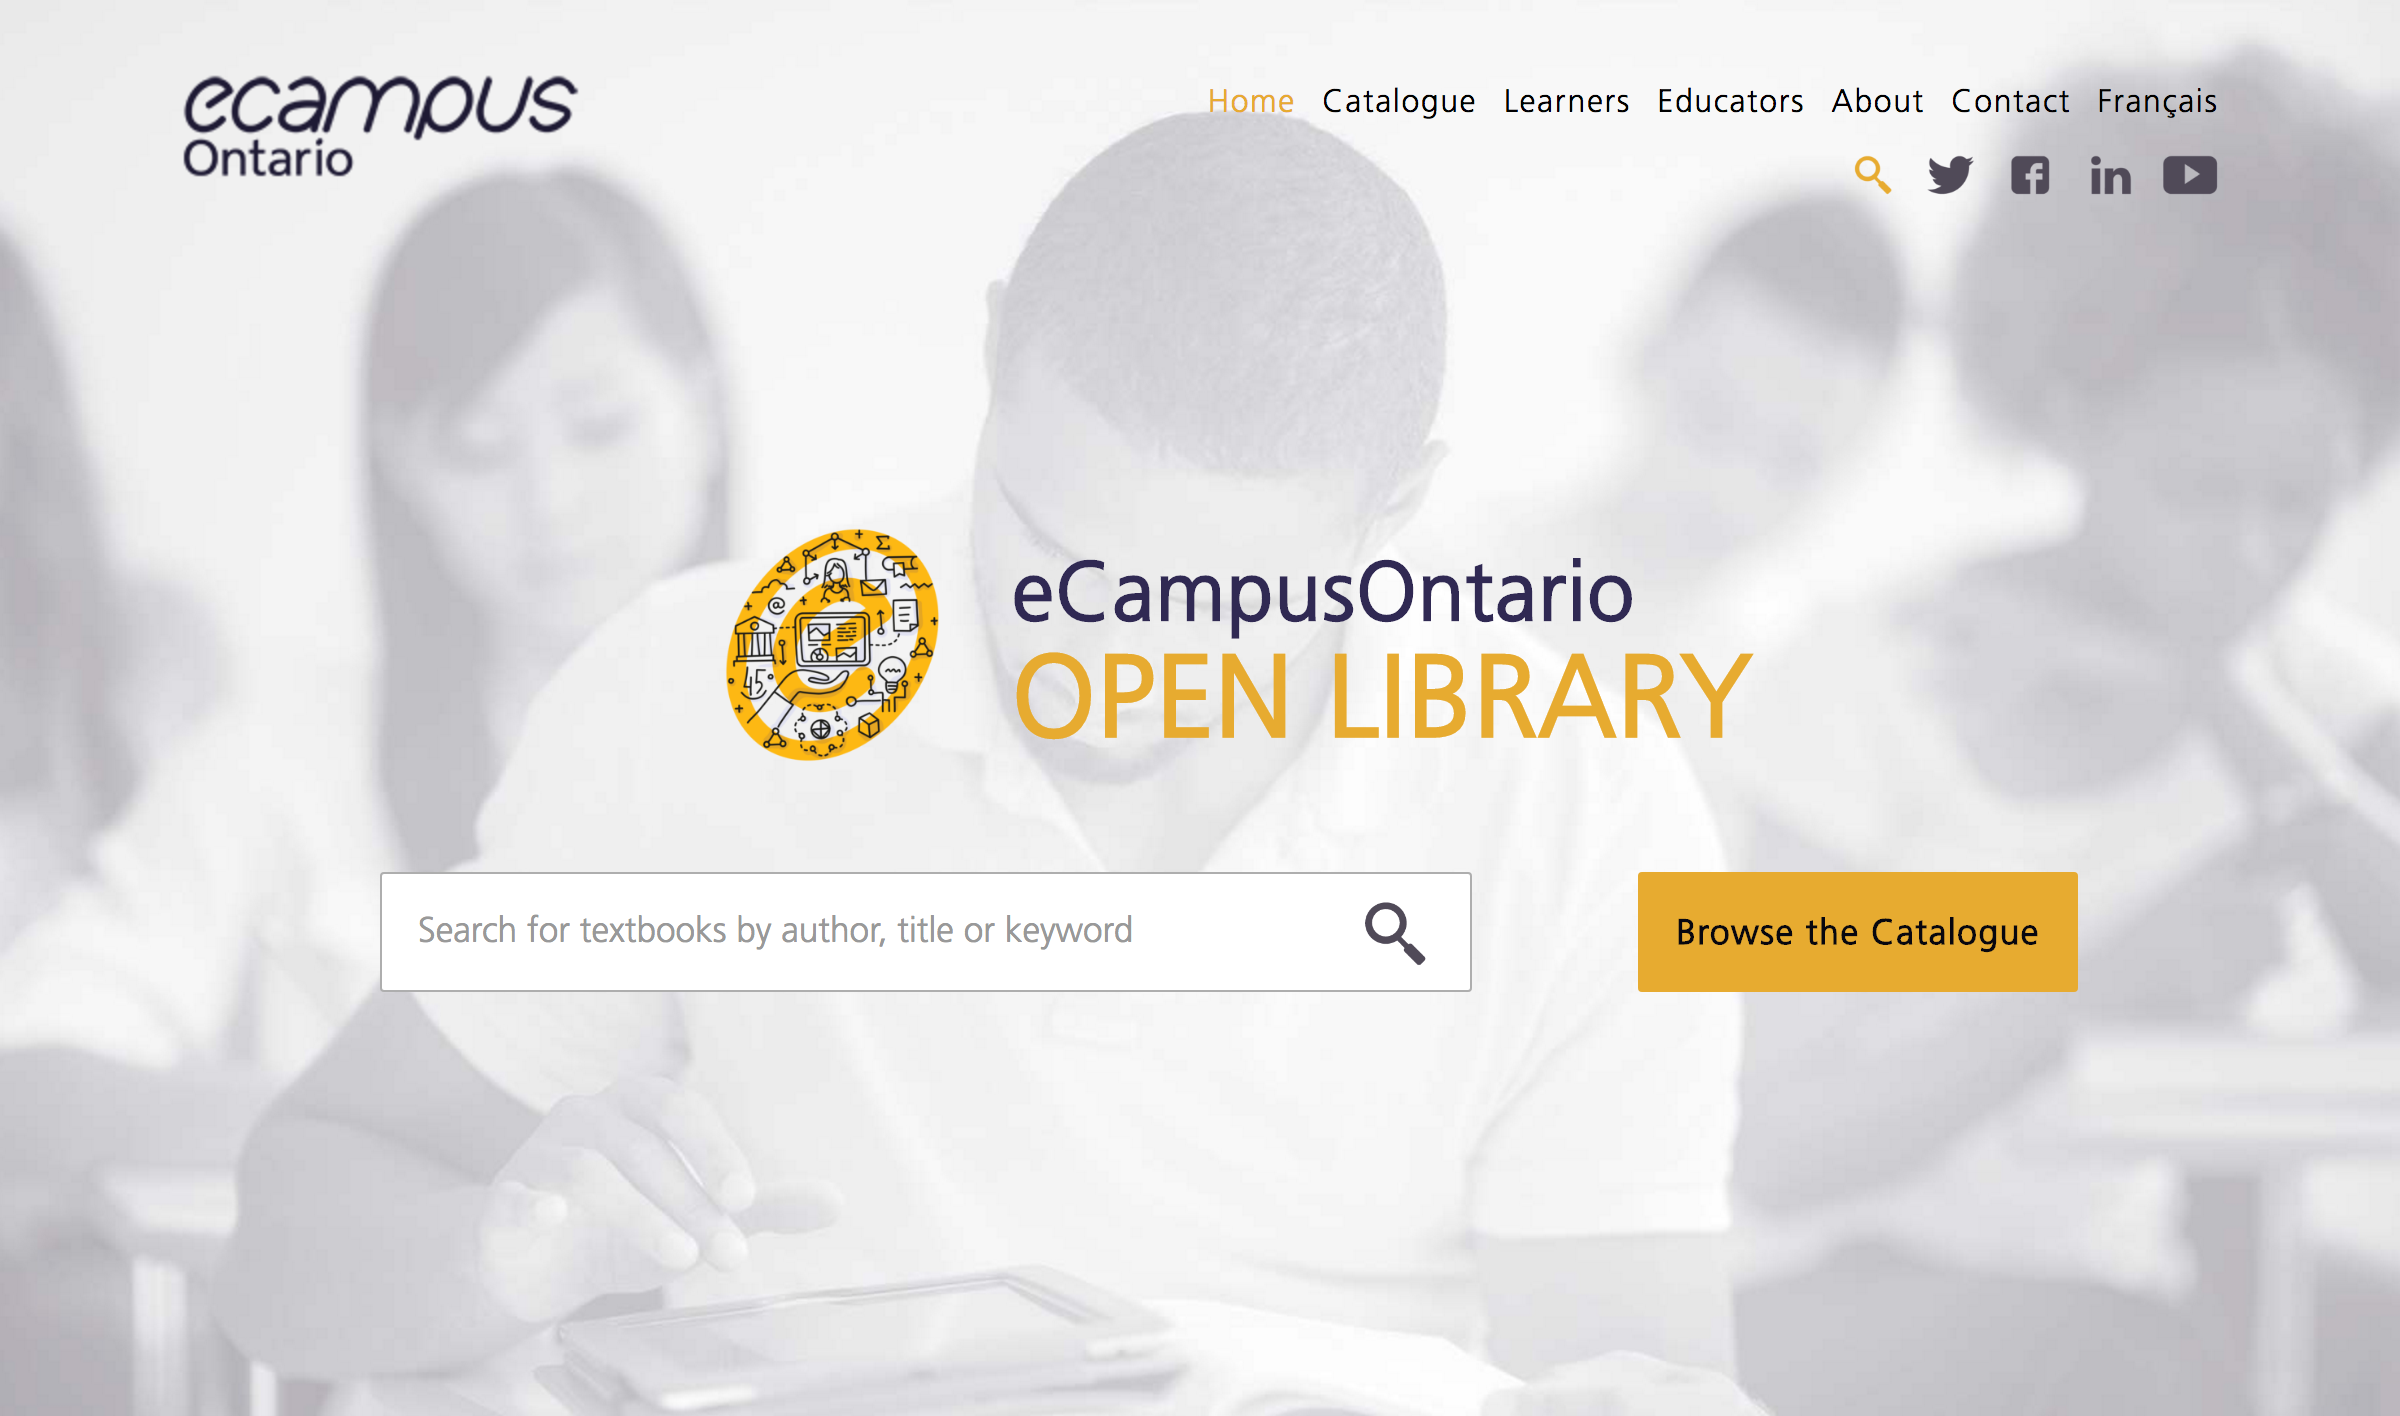 ecampus
Ontario
Home Catalogue Learners Educators About Contact Français
eCampusOntario
OPEN LIBRARY
Search for textbooks by author, title or keyword
Browse the Catalogue